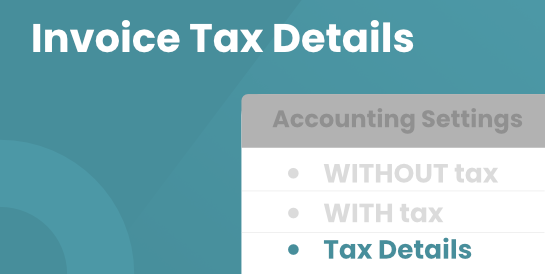 Invoice Tax Details
Accounting Settings
WITHOUT tax
WITH tax
Tax Details